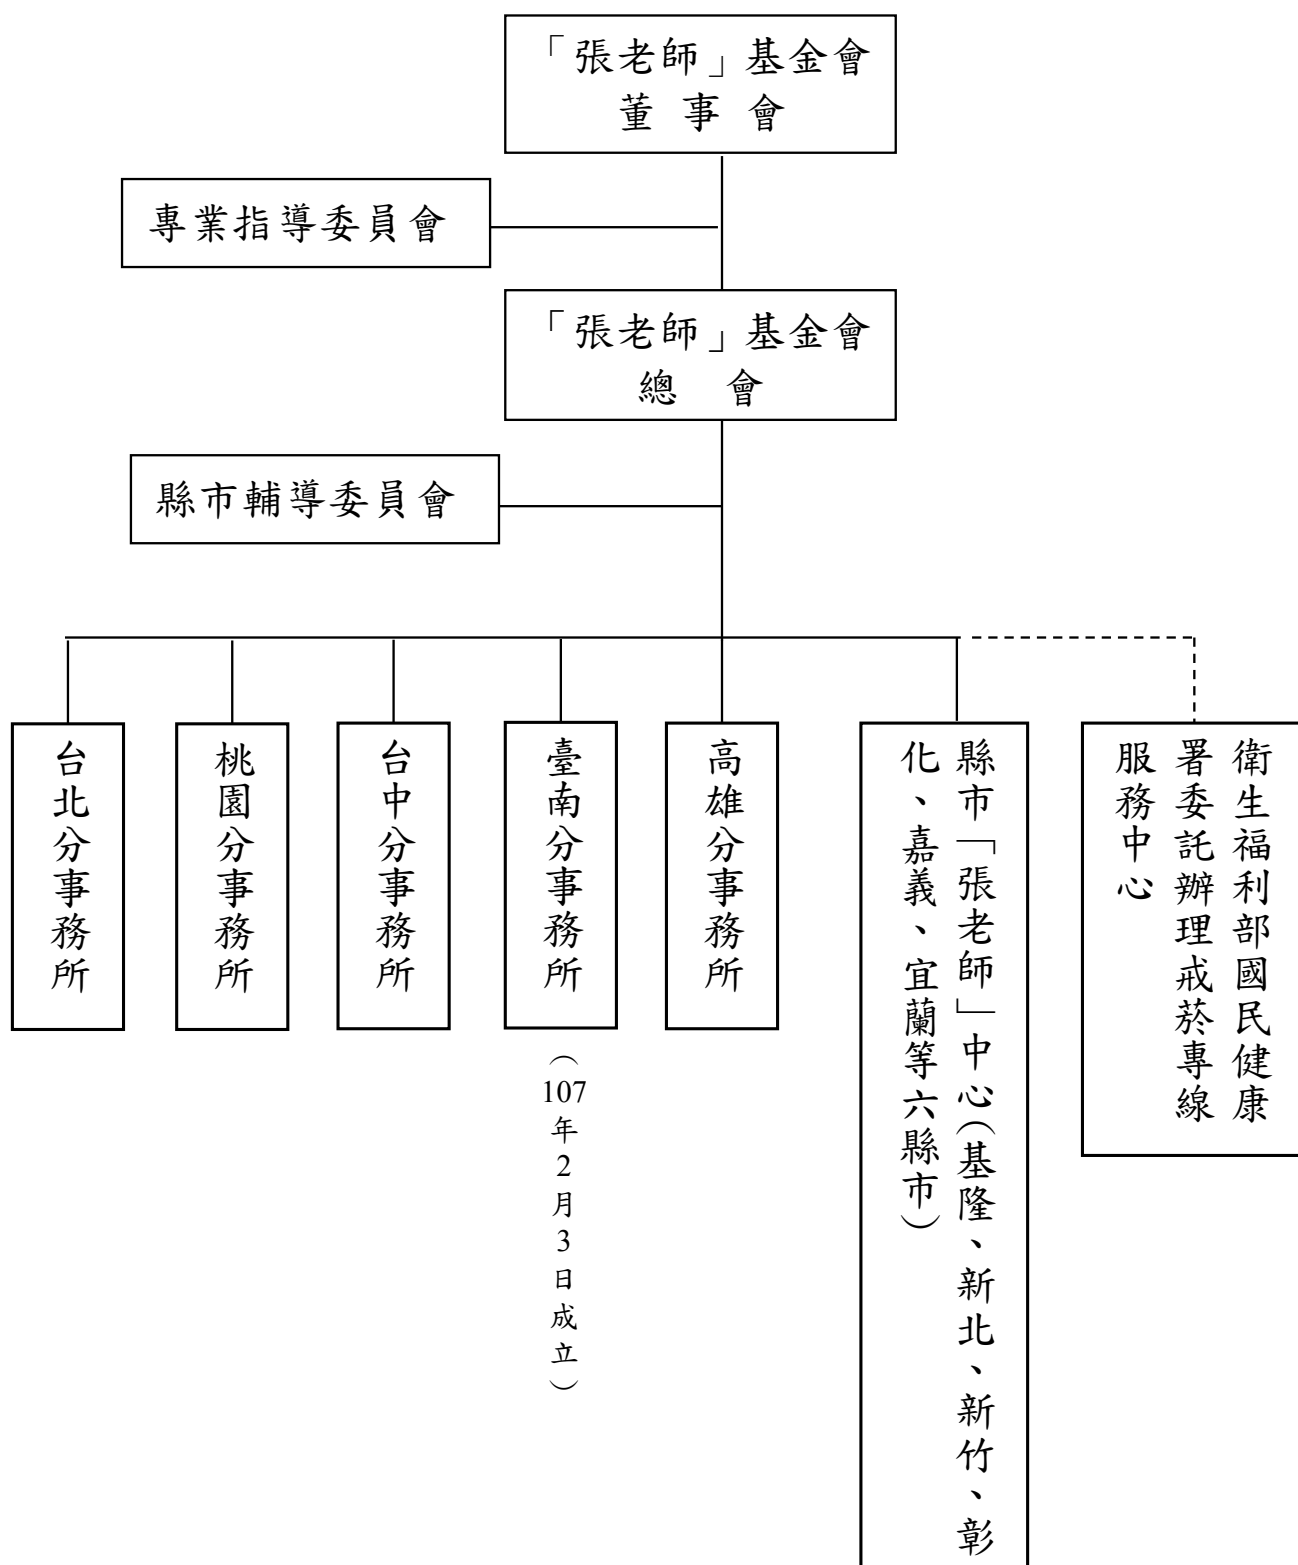 「張老師」基金會
董事會
專業指導委員會
「張老師」基金會
總會
縣市輔導委員會
台北分事務所
桃園分事務所
台中分事務所
臺南分事務所
（107年2月3日成立）
高雄分事務所
縣市「張老師」中心（基隆、新北、新竹、彰
化、嘉義、宜蘭等六縣市）
衛生福利部國民健康
署委託辦理戒菸專線
服務中心